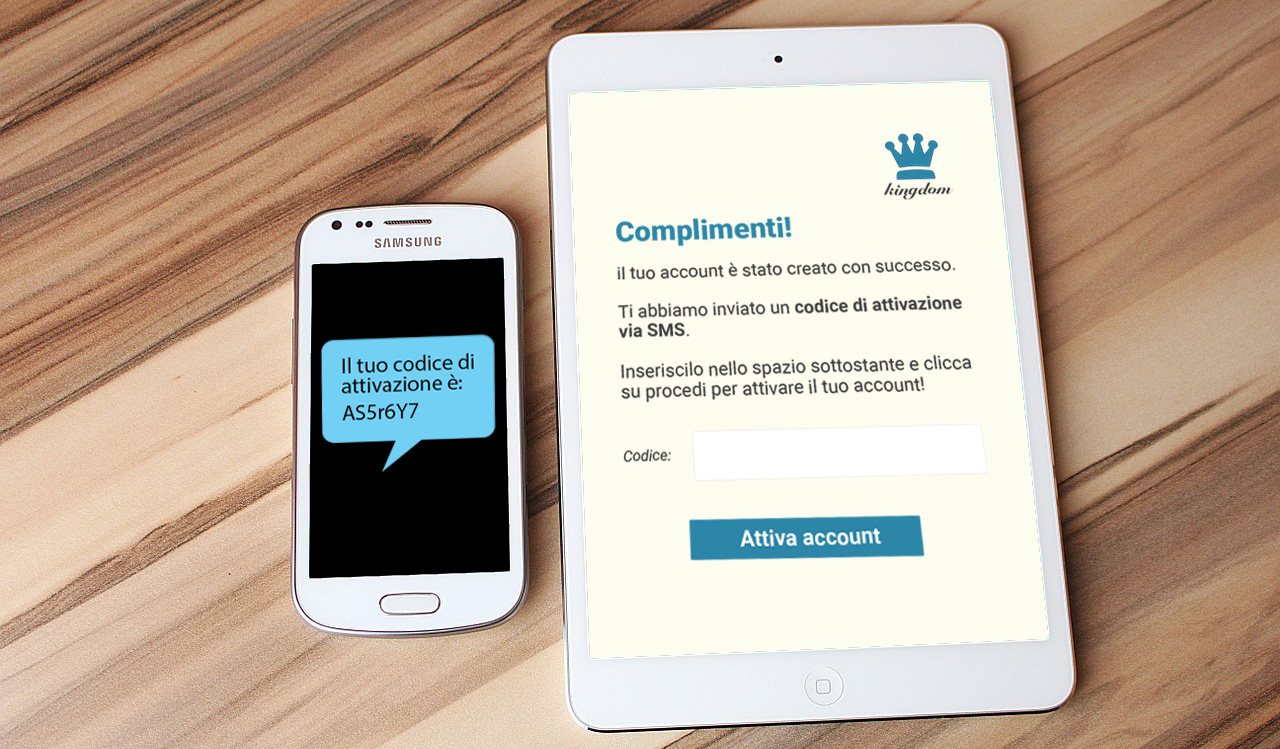 SAMSUNG
Il tuo codice di
attivazione è:
AS5r6Y7
kingdom
Complimenti!
il tuo account è stato creato con successo.
Ti abbiamo inviato un codice di attivazione
via SMS.
Inseriscilo nello spazio sottostante e clicca
su procedi per attivare il tuo account!
Codice:
Attiva account